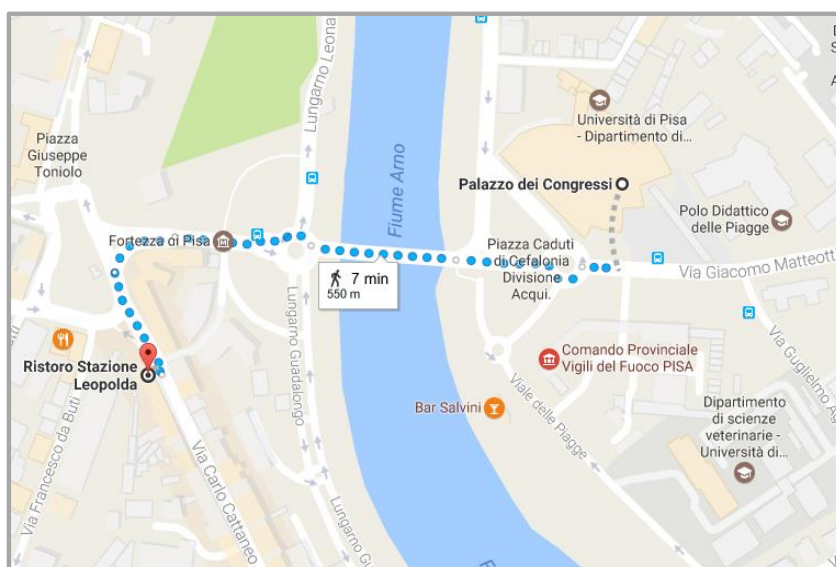 Piazza
Giuseppe
Toniolo
Lungarno Leona
Fiume Arno
Università di Pisa
- Dipartimento di...
Palazzo dei Congressi
Polo Didattico
delle Piagge
Fortezza di Pisa
Piazza Caduti
di Cefalonia
Divisione
Acqui.
Via Giacomo Matteott
7 min
550 m
Lungarno Guadalongo
Ristoro Stazione
Leopolda
Comando Provinciale
Vigili del Fuoco PISA
Bar Salvini
Viale delle Piagge
Via Guglielmo
Dipartimento
di scienze
veterinarie -
Università di...
Via Francesco da Buti
Via Carlo Cattaneo
Lungarno